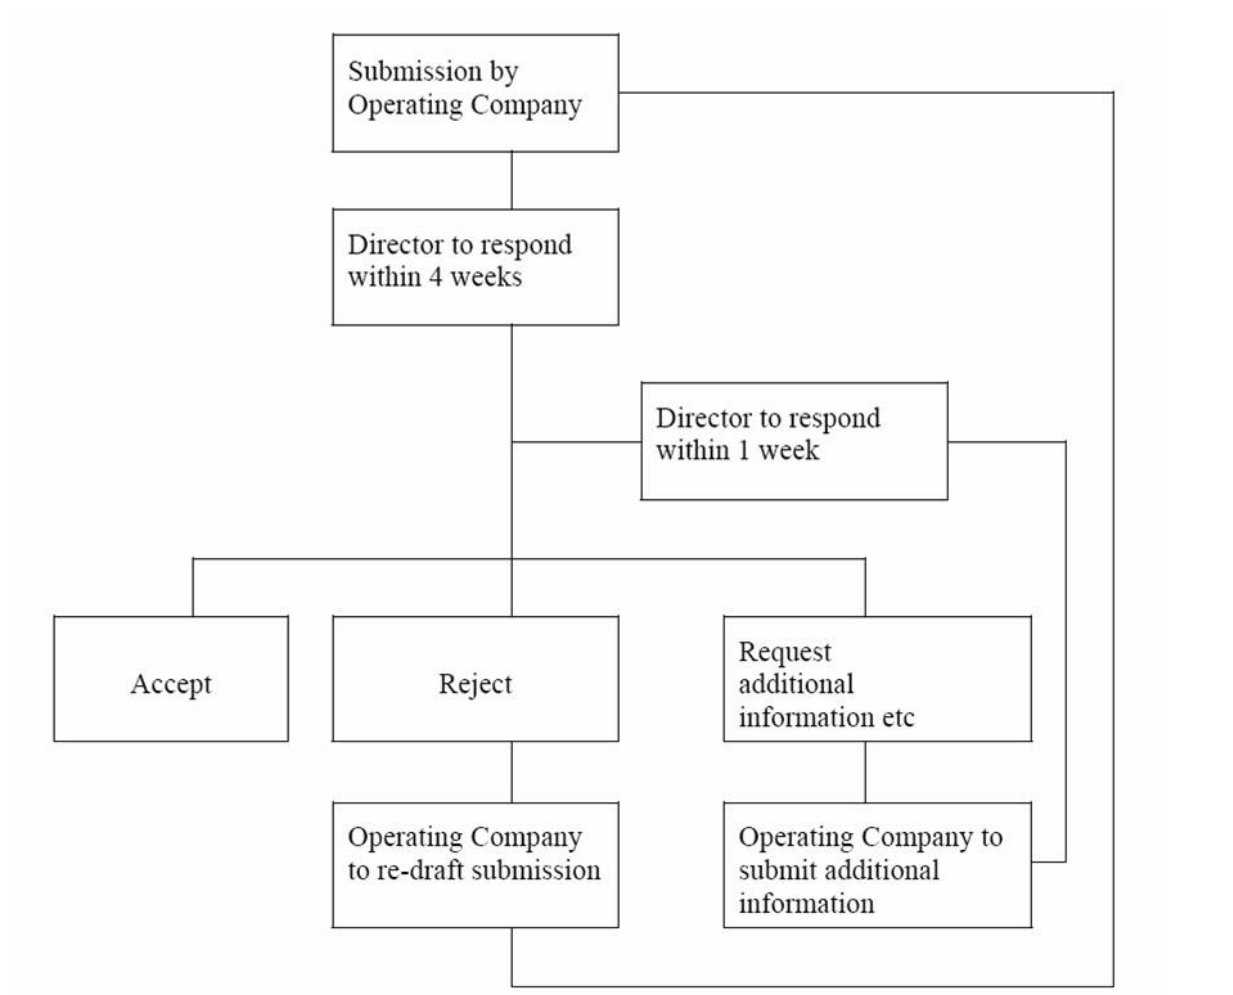 Submission by
Operating Company
Director to respond
within 4 weeks
Director to respond
within 1 week
Accept
Reject
Request
additional
information etc
Operating Company
to re-draft submission
Operating Company to
submit additional
information